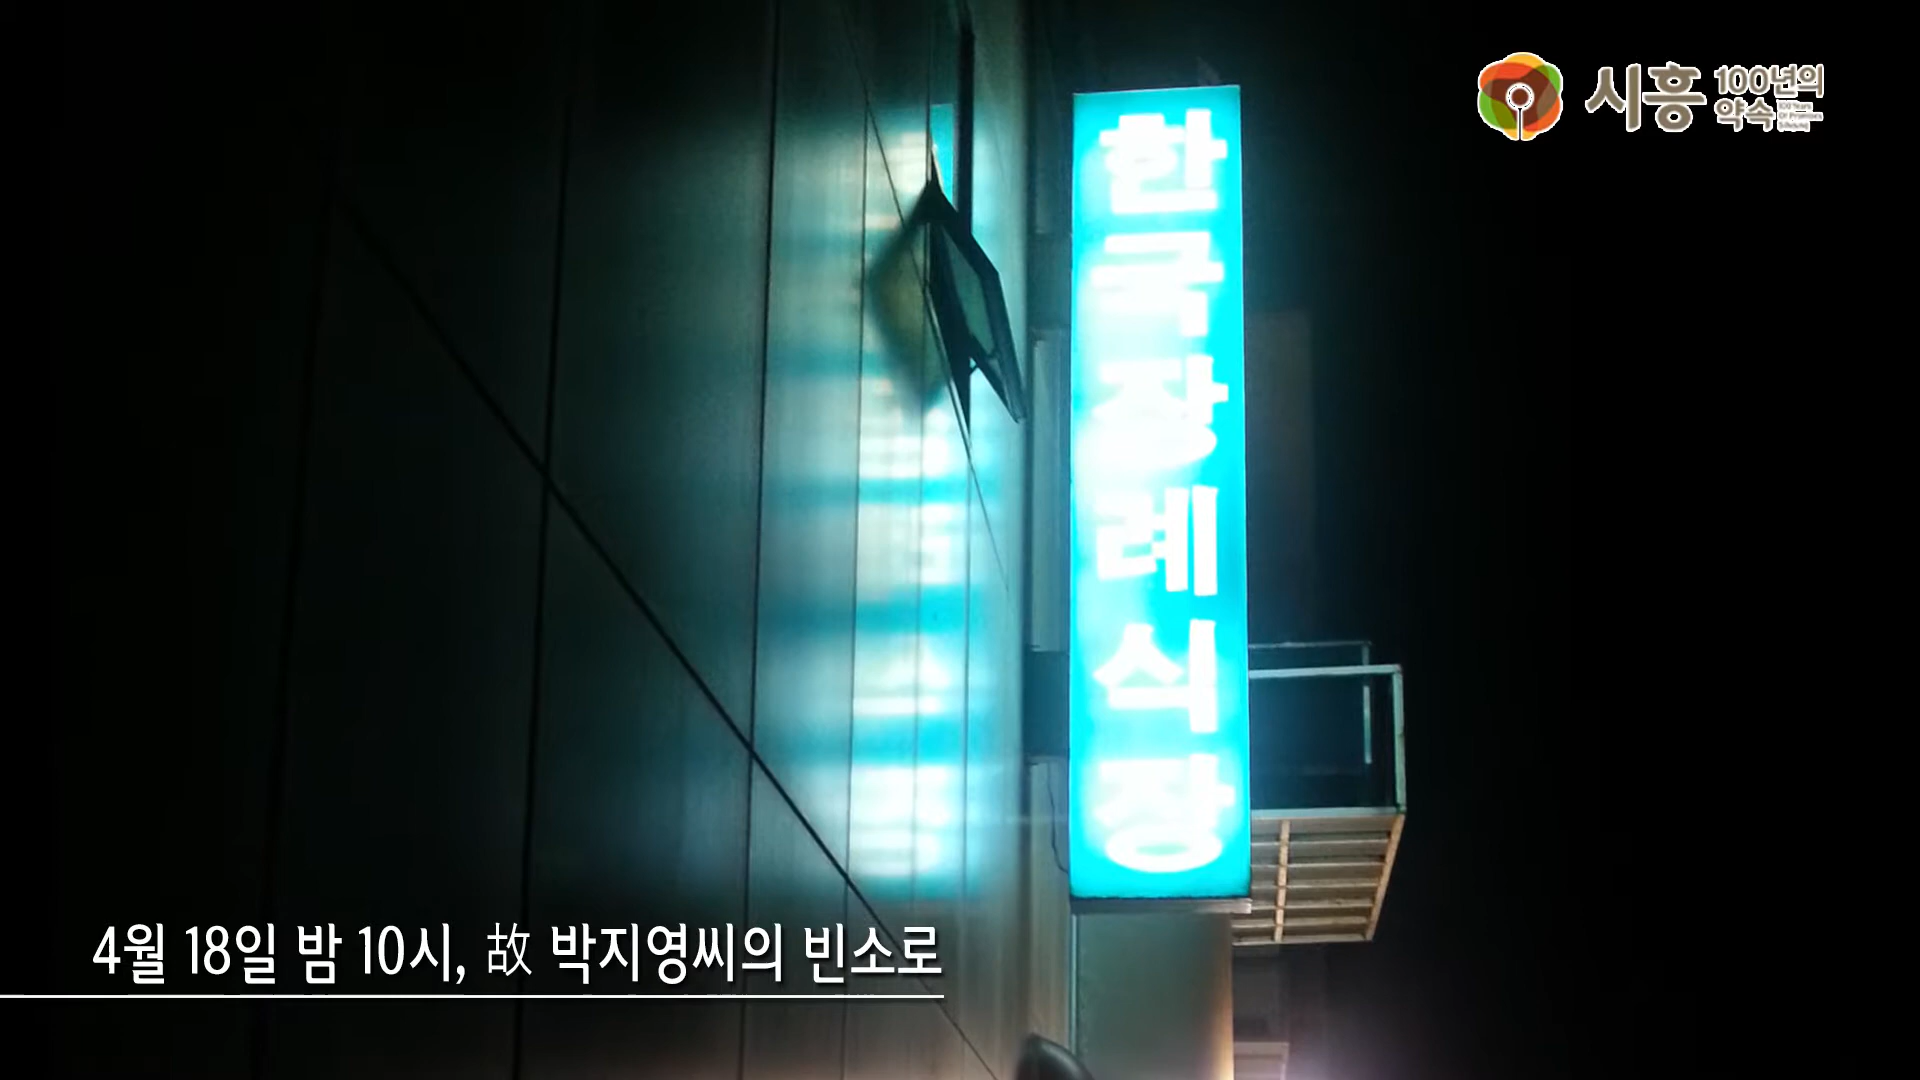 시흥
100년의
약속
한국장례식장
4월 18일 밤 10시, 故 박지영씨의 빈소로